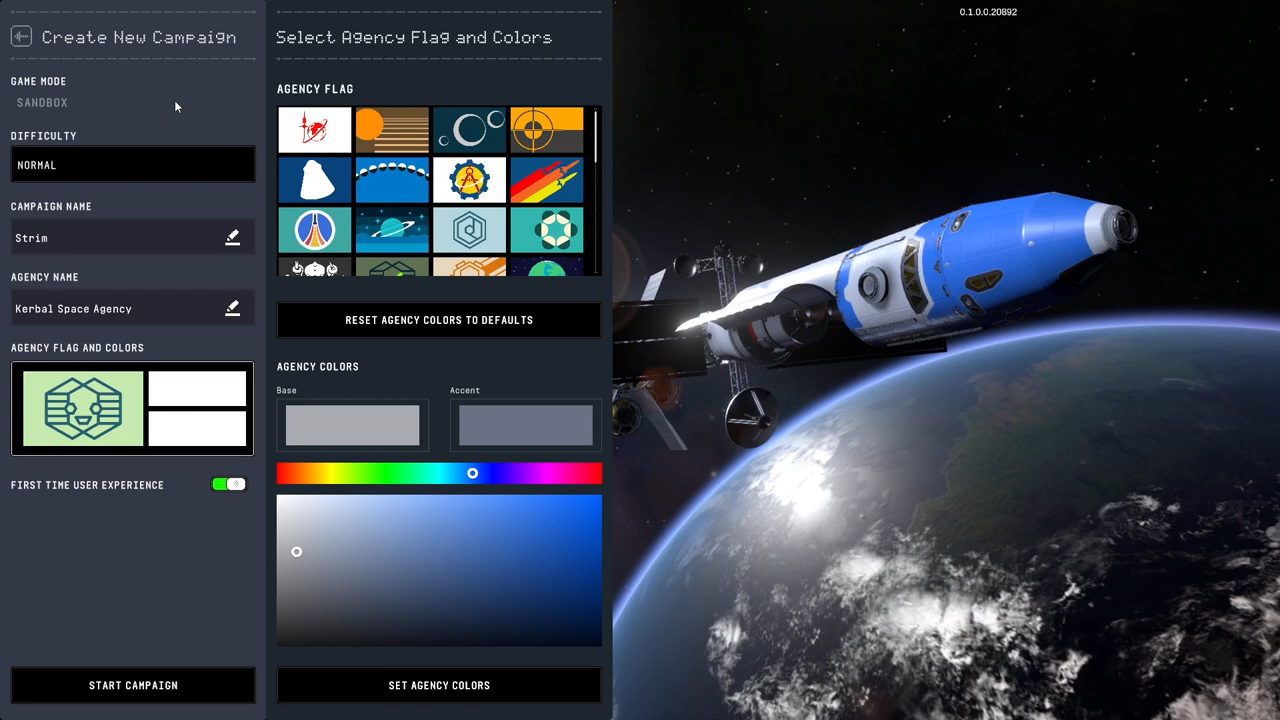 0.1.0.0.20892
Create New Campaign
GAME MODE
SANDBOX
DIFFICULTY
NORMAL
CAMPAIGN NAME
Strim
AGENCY NAME
Kerbal Space Agency
AGENCY FLAG AND COLORS
FIRST TIME USER EXPERIENCE
START CAMPAIGN
Select Agency Flag and Colors
AGENCY FLAG
RESET AGENCY COLORS TO DEFAULTS
AGENCY COLORS
Base
Accent
SET AGENCY COLORS